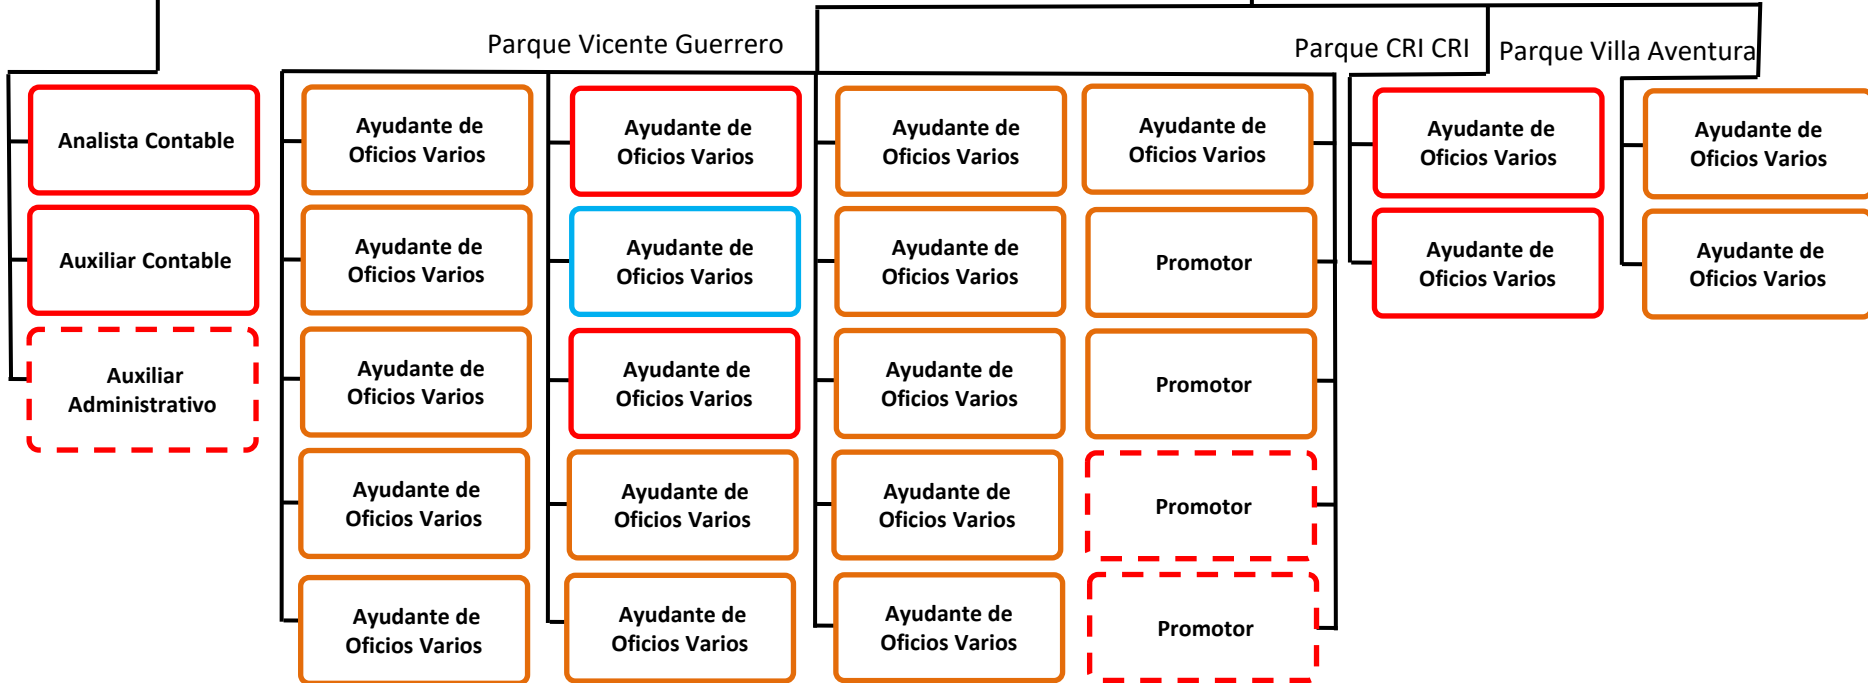 Parque Vicente Guerrero
Parque CRI CRI
Parque Villa Aventura
Analista Contable
Auxiliar Contable
Auxiliar
Administrativo
Ayudante de
Oficios Varios
Ayudante de
Oficios Varios
Ayudante de
Oficios Varios
Ayudante de
Oficios Varios
Ayudante de
Oficios Varios
Ayudante de
Oficios Varios
Ayudante de
Oficios Varios
Ayudante de
Oficios Varios
Ayudante de
Oficios Varios
Ayudante de
Oficios Varios
Ayudante de
Oficios Varios
Ayudante de
Oficios Varios
Ayudante de
Oficios Varios
Ayudante de
Oficios Varios
Ayudante de
Oficios Varios
Ayudante de
Oficios Varios
Promotor
Promotor
Promotor
Promotor
Ayudante de
Oficios Varios
Ayudante de
Oficios Varios
Ayudante de
Oficios Varios
Ayudante de
Oficios Varios